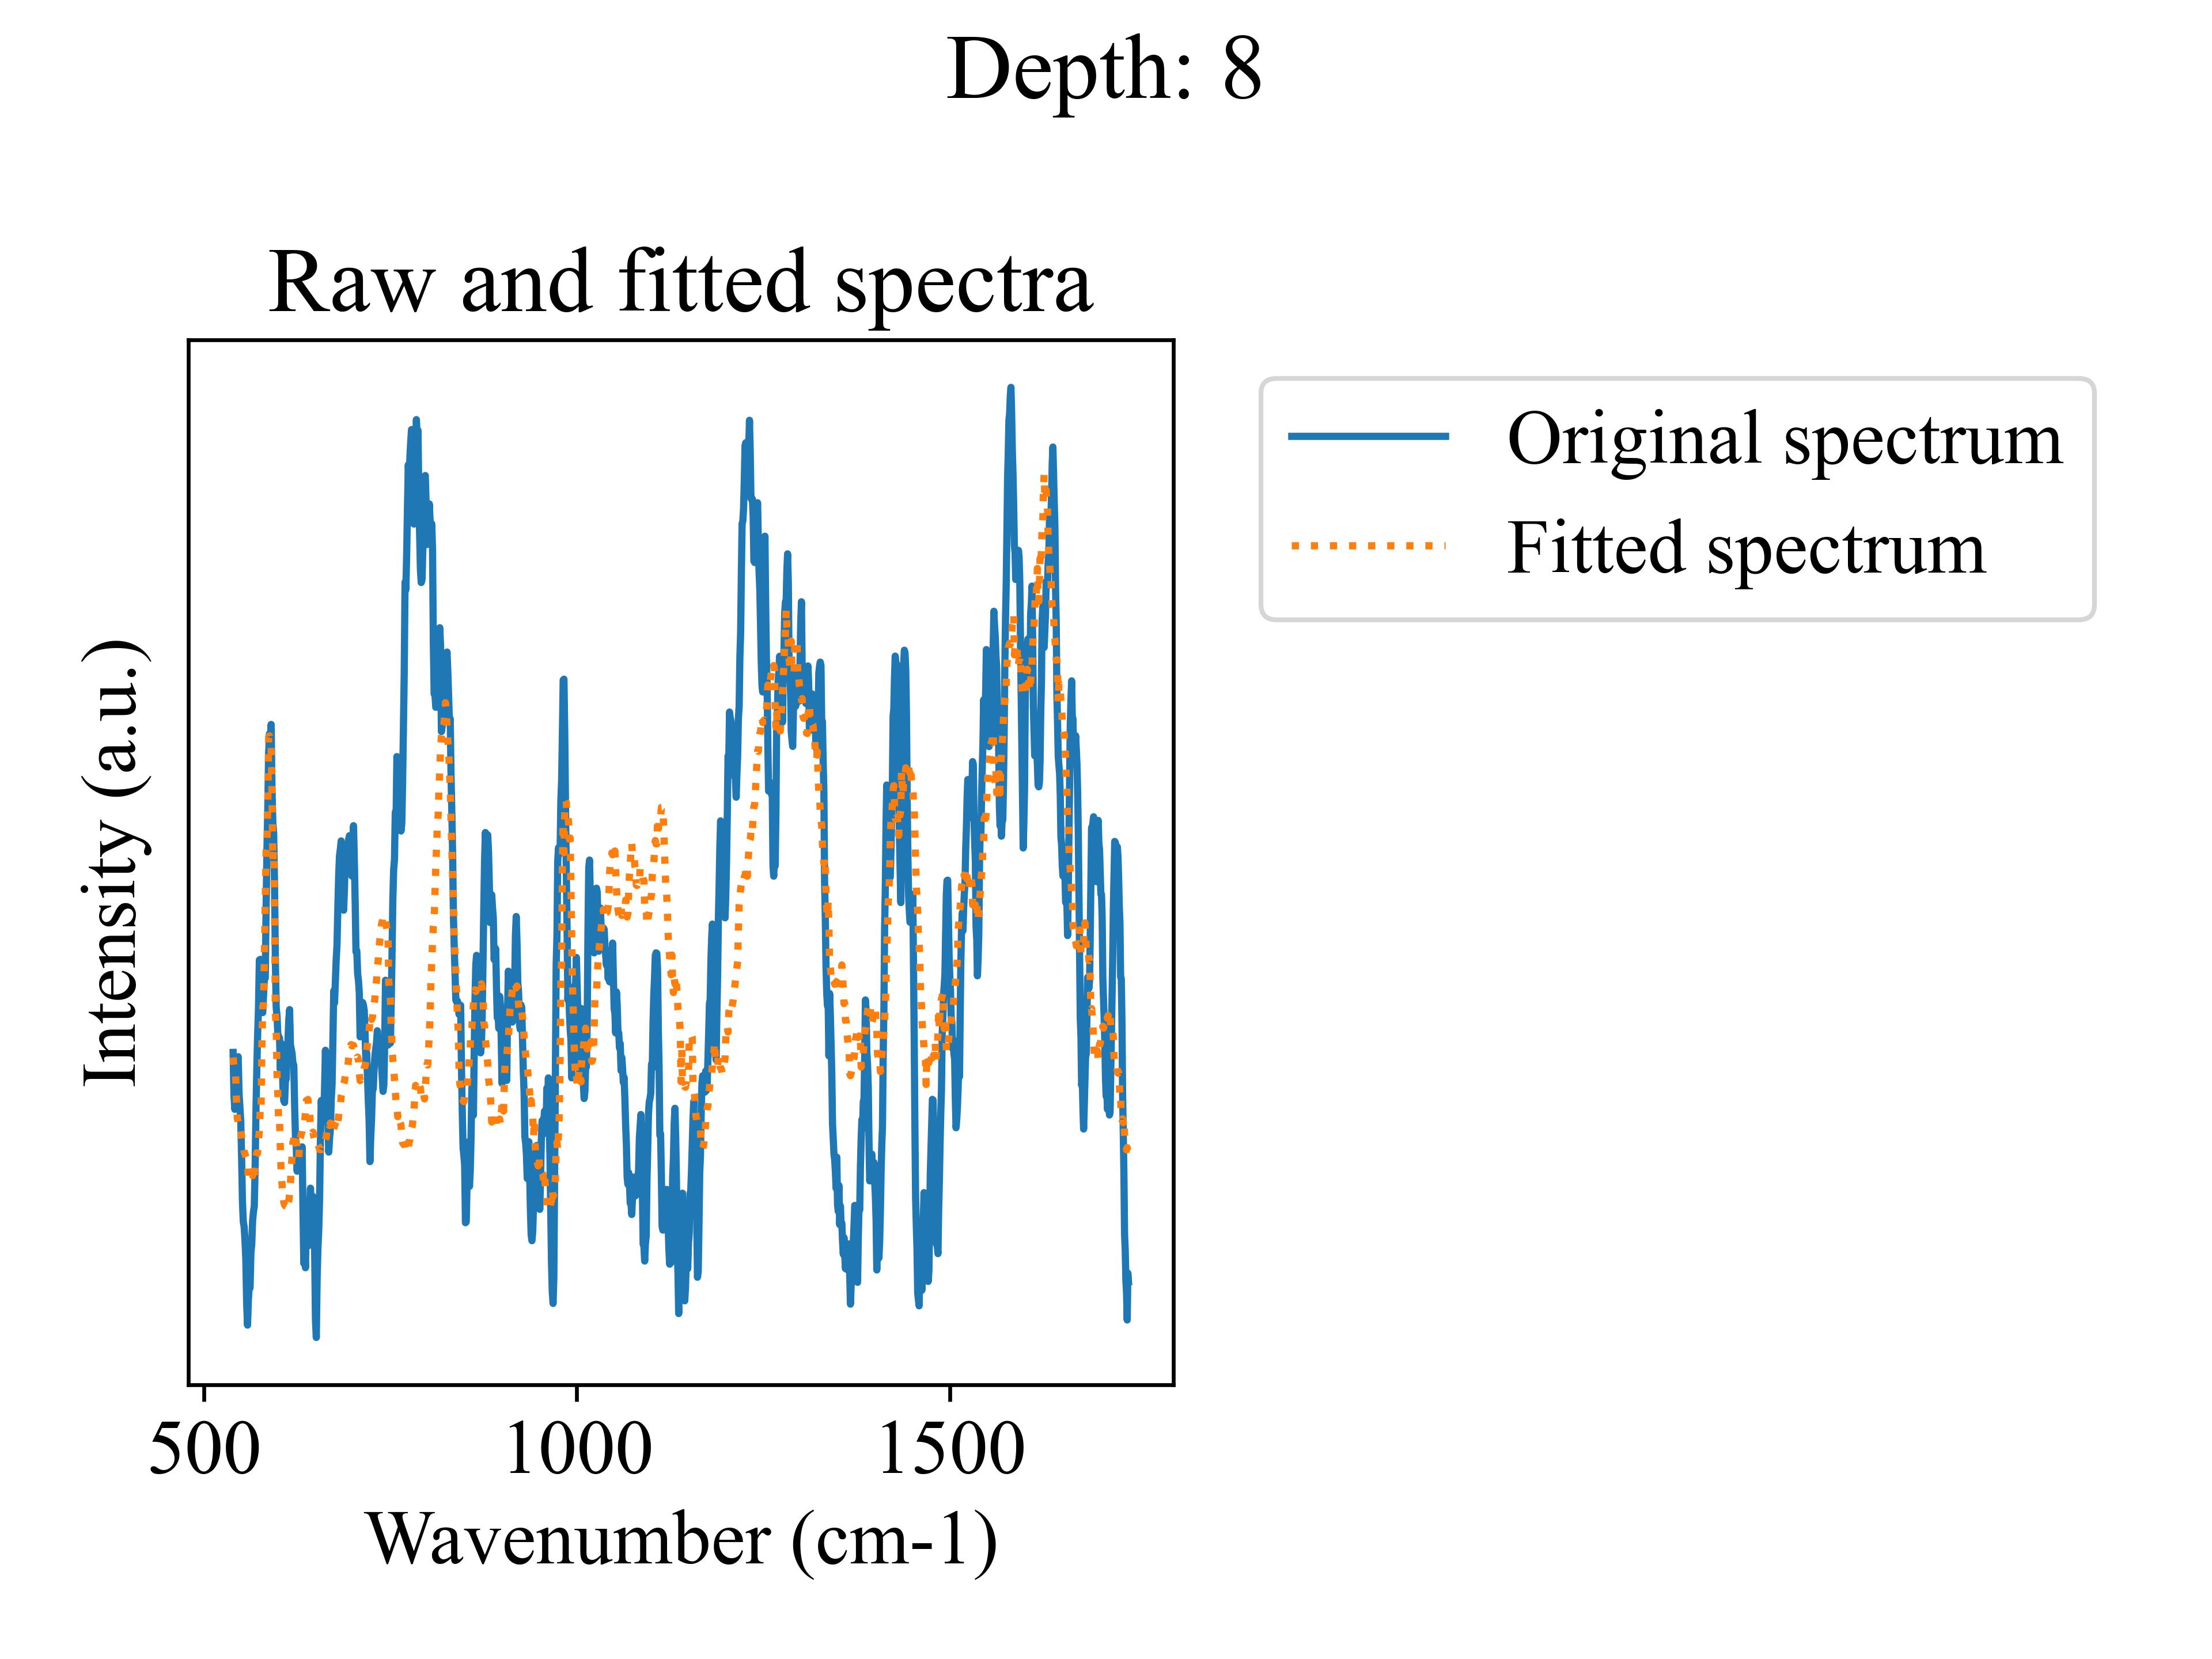 Depth: 8
Raw and fitted spectra
Original spectrum
Fitted spectrum
Intensity (a.u.)
500
1000
1500
Wavenumber (cm-1)